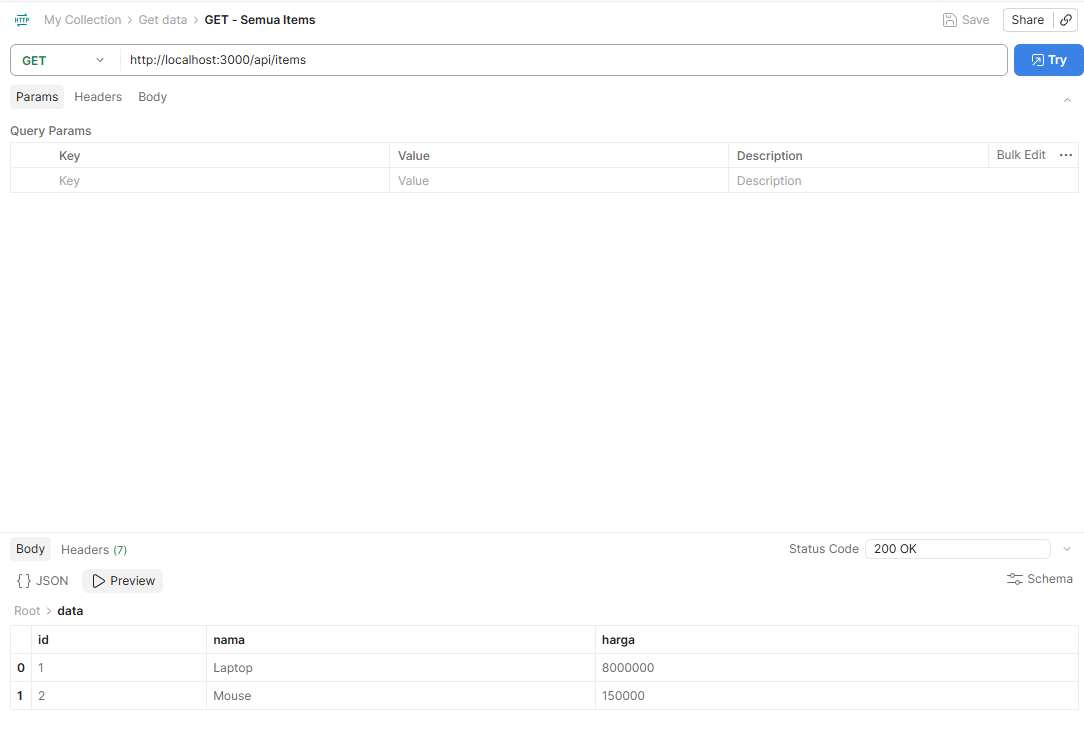 HTTP My Collection > Get data > GET - Semua Items Save Share
GET http://localhost:3000/api/items Try
Params Headers Body
Query Params
Key Value Description Bulk Edit ...
Key Value Description
Body Headers (7) Status Code 200 OK
{} JSON Preview Schema
Root > data
id nama harga
0 1 Laptop 8000000
1 2 Mouse 150000